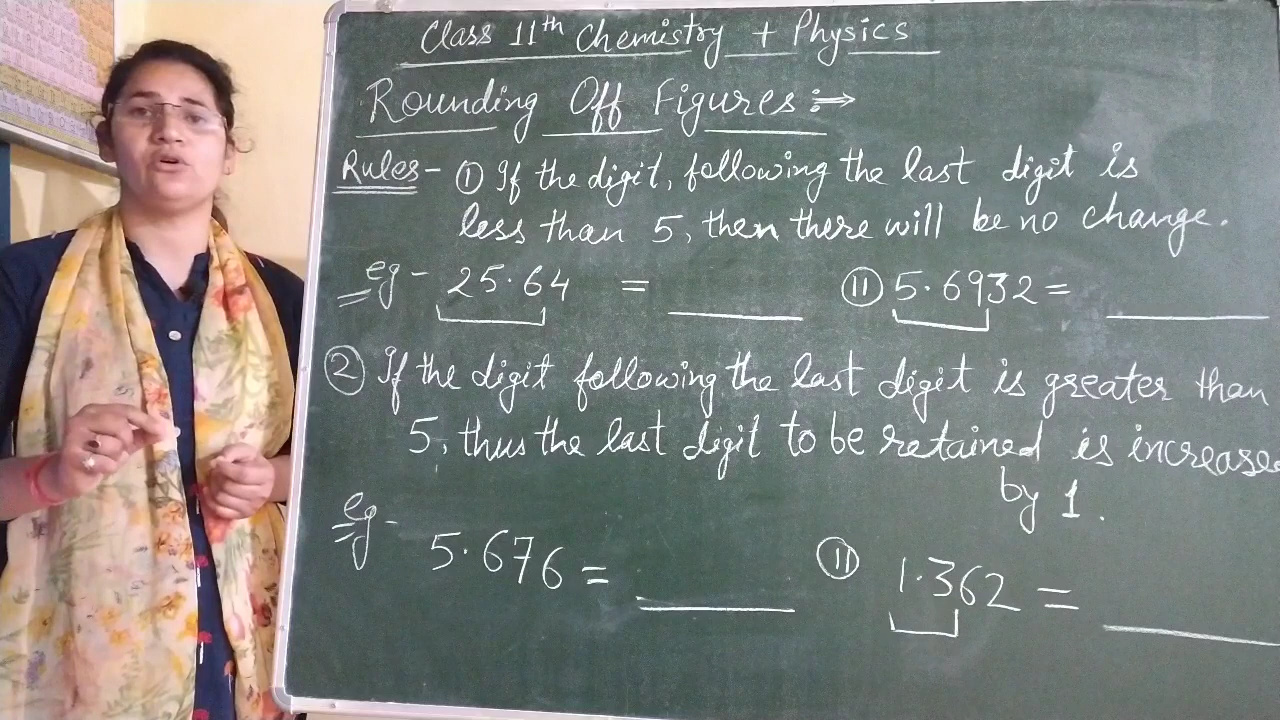 Class 11th Chemistry + Physics
Rounding Off Figures :⇒
Rules - ① If the digit, following the last digit is
less than 5, then there will be no change.
eg - 25.64 = ______ ⑪ 5.6932 = ______
② If the digit following the last digit is greater than
5, thus the last digit to be retained is increased
by 1.
eg -
5.676 = ______ ⑪ 1.362 = ______